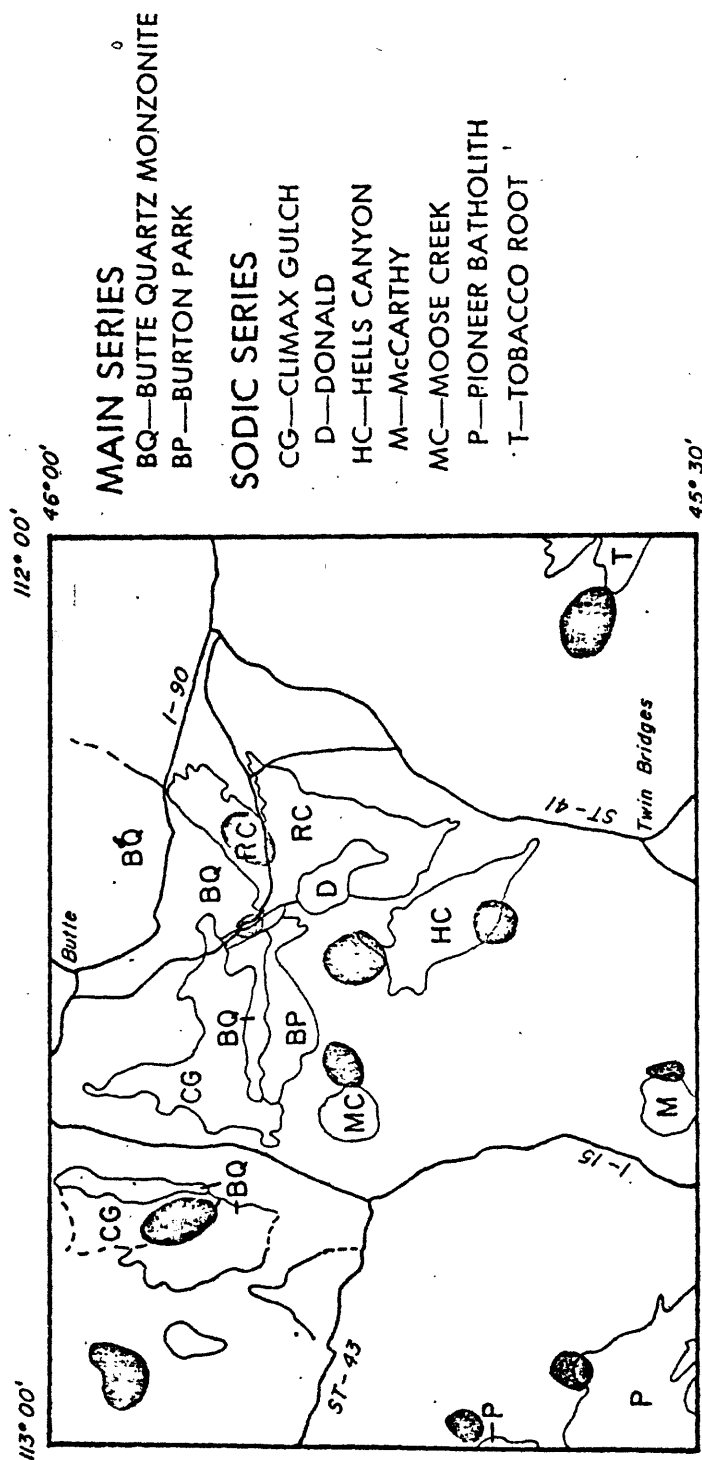 113° 00'
112° 00'
46° 00'
Butte
I-90
BQ
CG
BQ
CG
BQ
BQ
RC
RC
BP
D
MC
HC
ST-43
I-15
ST-41
Twin Bridges
P
P
M
T
45° 30'
MAIN SERIES
BQ—BUTTE QUARTZ MONZONITE
BP—BURTON PARK
SODIC SERIES
CG—CLIMAX GULCH
D—DONALD
HC—HELLS CANYON
M—McCARTHY
MC—MOOSE CREEK
P—PIONEER BATHOLITH
T—TOBACCO ROOT